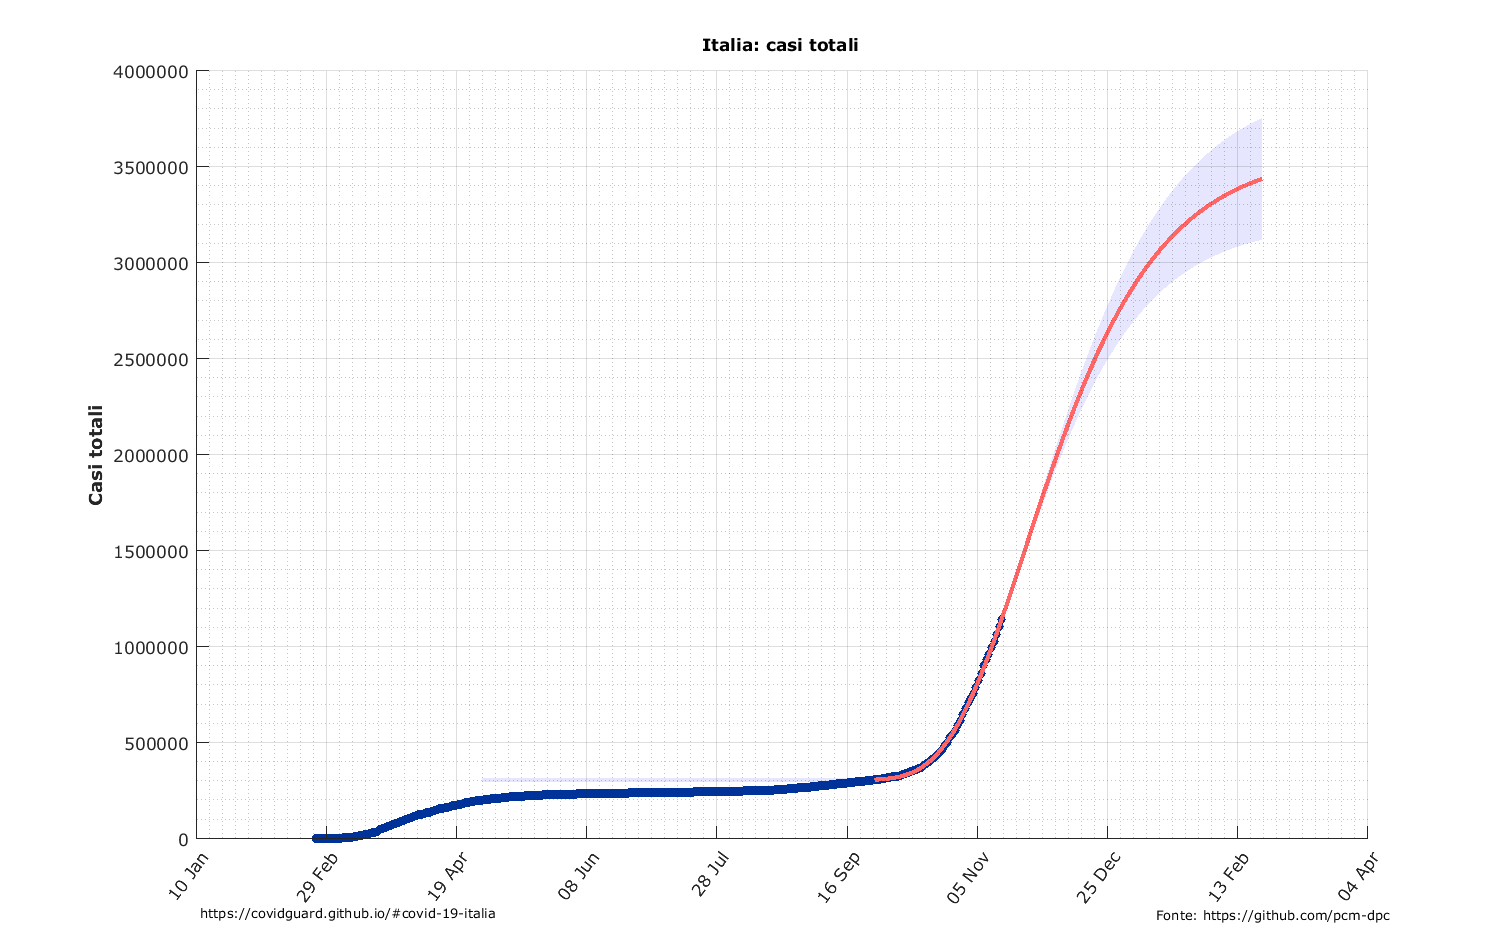 Italia: casi totali
4000000
3500000
3000000
2500000
2000000
1500000
1000000
500000
0
Casi totali
10 Jan
29 Feb
19 Apr
08 Jun
28 Jul
16 Sep
05 Nov
25 Dec
13 Feb
04 Apr
https://covidguard.github.io/#covid-19-italia
Fonte: https://github.com/pcm-dpc